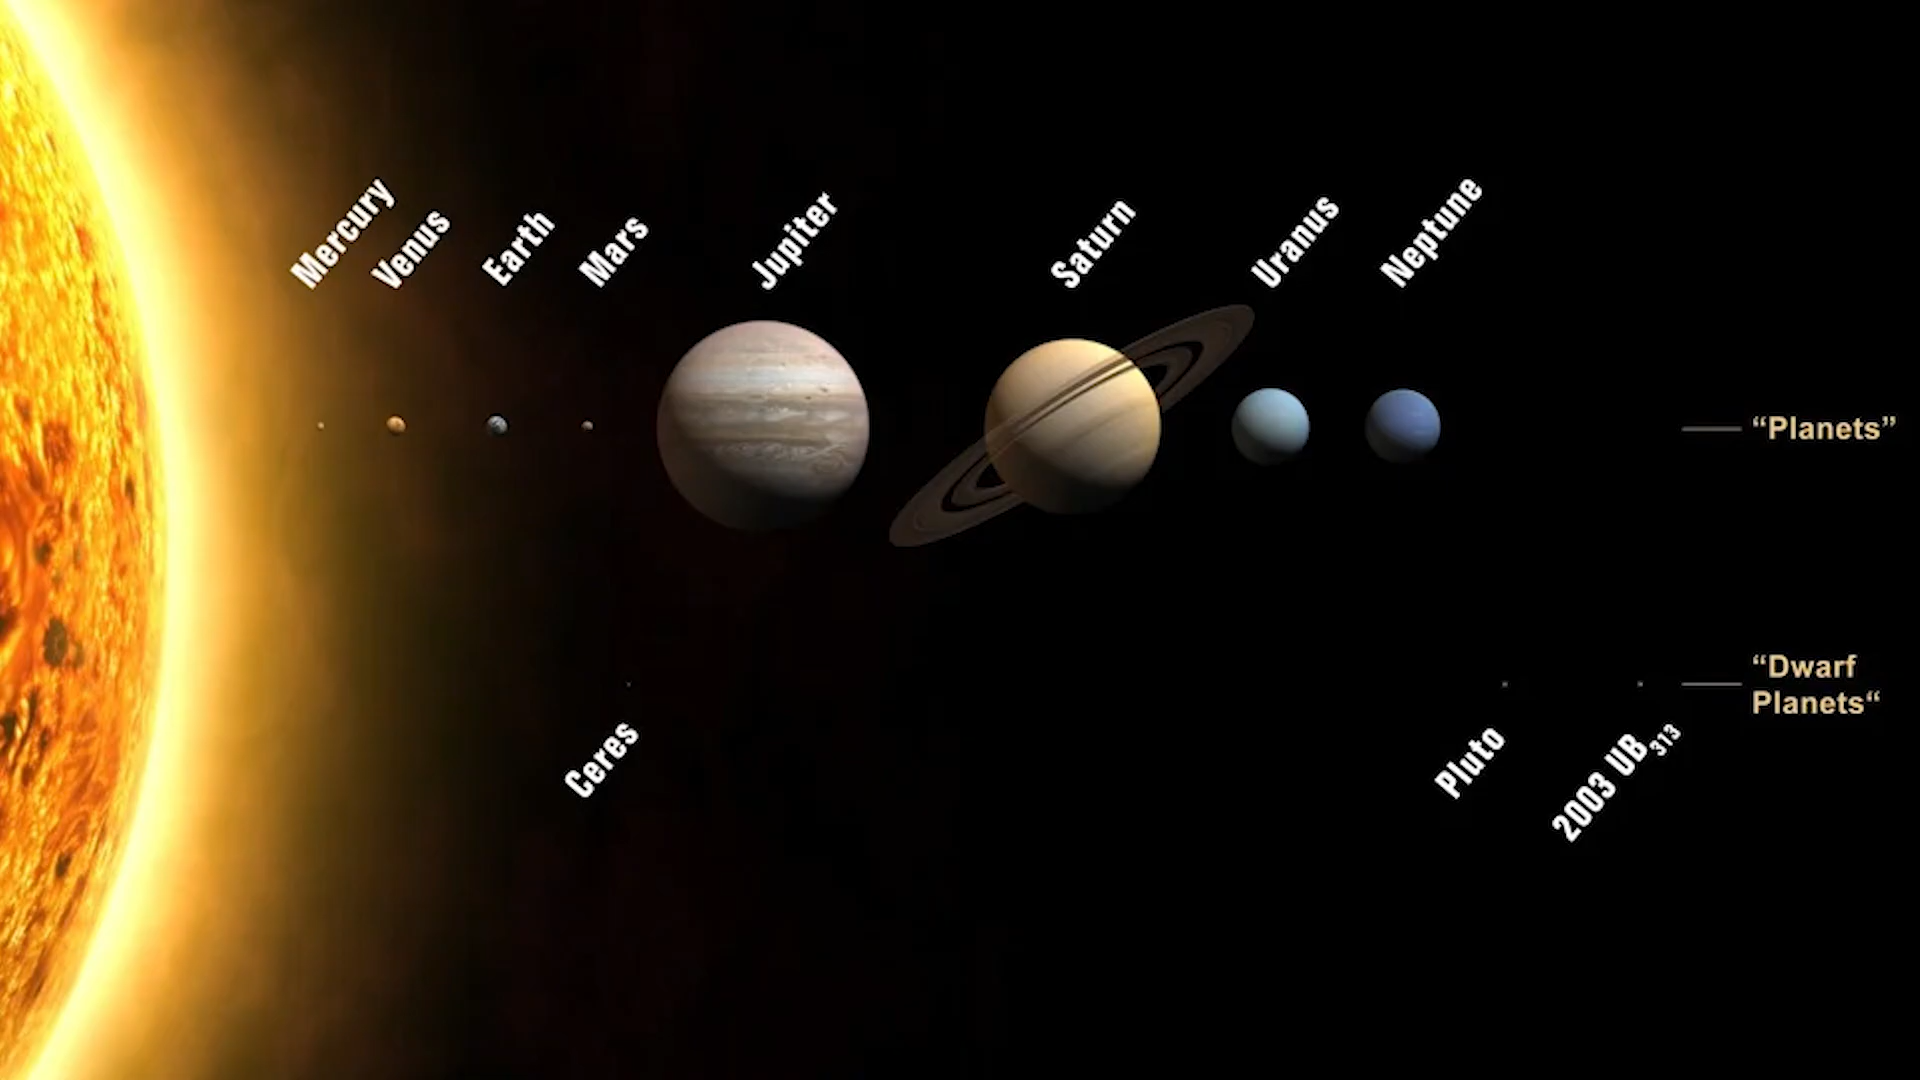 Mercury
Venus
Earth
Mars
Jupiter
Saturn
Uranus
Neptune
“Planets”
“Dwarf
Planets“
Ceres
Pluto
2003 UB313